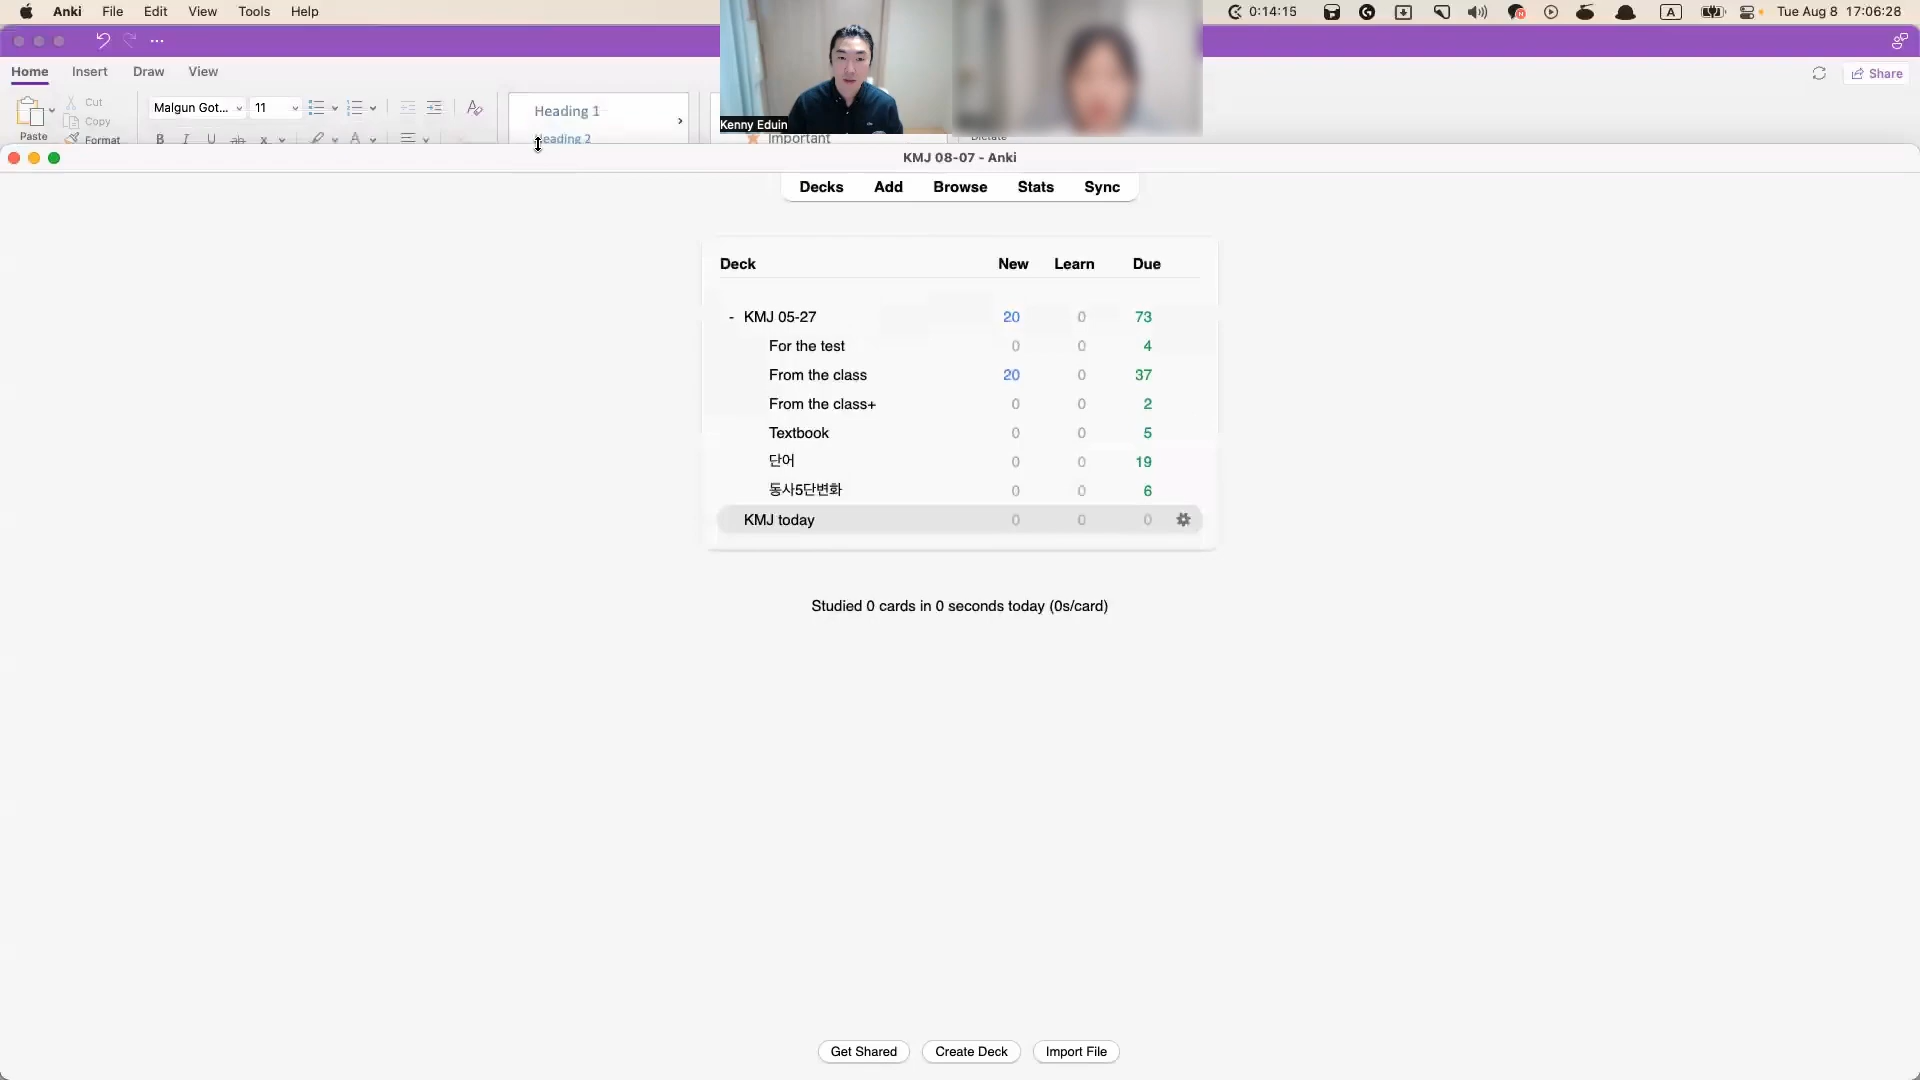 Anki File Edit View Tools Help
0:14:15 A Tue Aug 8 17:06:28
Home Insert Draw View
Share
Paste
Cut
Copy
Format
Malgun Got... 11
B I U ab x A
Heading 1
Heading 2
Important
Dictate
Kenny Eduin
KMJ 08-07 - Anki
Decks Add Browse Stats Sync
Deck New Learn Due
- KMJ 05-27 20 0 73
For the test 0 0 4
From the class 20 0 37
From the class+ 0 0 2
Textbook 0 0 5
단어 0 0 19
동사5단변화 0 0 6
KMJ today 0 0 0
Studied 0 cards in 0 seconds today (0s/card)
Get Shared Create Deck Import File